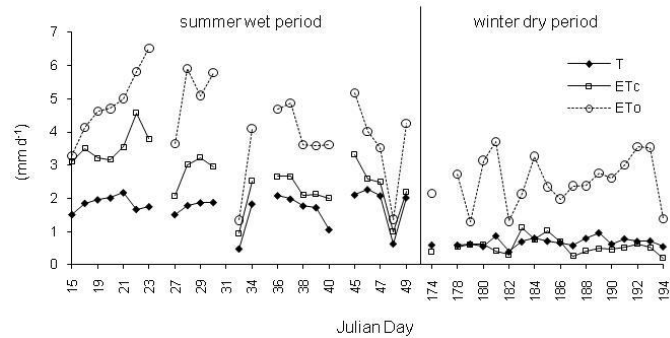 summer wet period
winter dry period
7
6
5
4
3
2
1
0
(mm d-1)
T
ETc
ETo
15 17 19 21 23 27 29 31 34 36 38 40 45 47 49 174 178 180 182 184 186 188 190 192 194
Julian Day